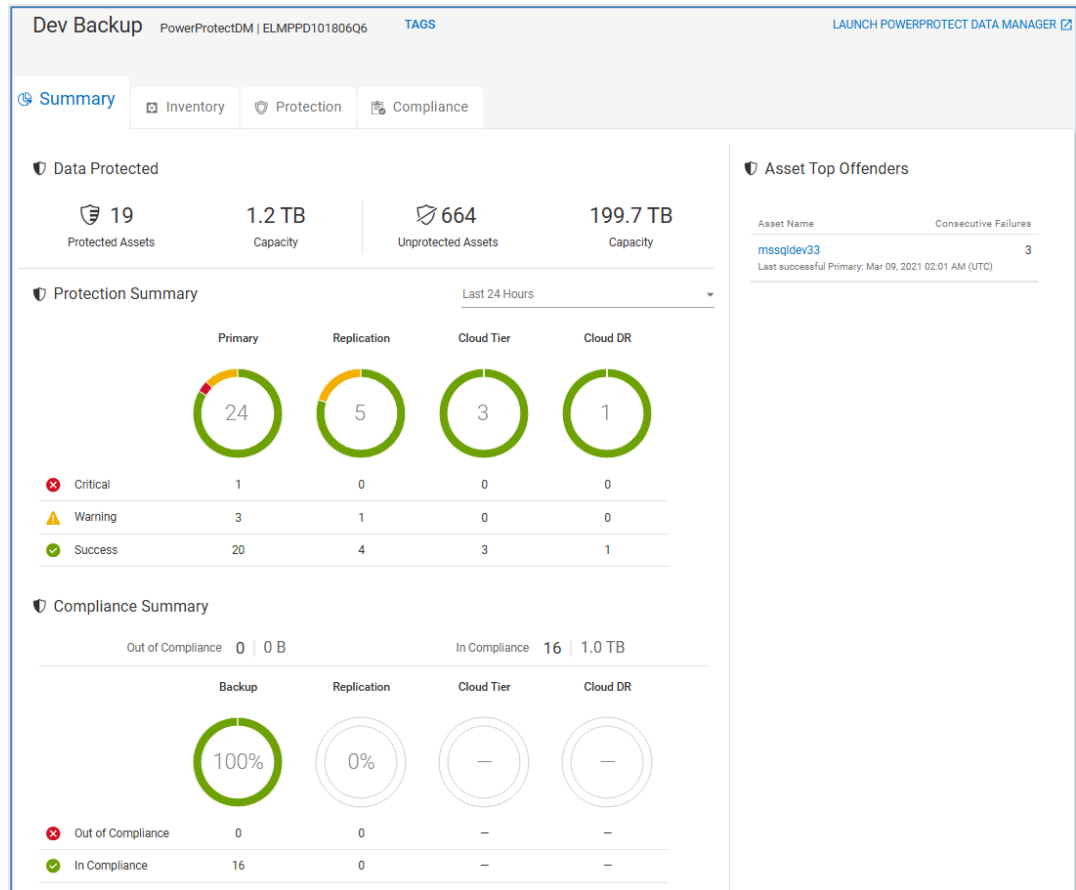 Dev Backup PowerProtectDM | ELMPPD101806Q6 TAGS LAUNCH POWERPROTECT DATA MANAGER
Summary Inventory Protection Compliance
Data Protected
19 1.2 TB 664 199.7 TB
Protected Assets Capacity Unprotected Assets Capacity
Protection Summary Last 24 Hours
Primary Replication Cloud Tier Cloud DR
24 5 3 1
Critical 1 0 0 0
Warning 3 1 0 0
Success 20 4 3 1
Compliance Summary
Out of Compliance 0 | 0 B In Compliance 16 | 1.0 TB
Backup Replication Cloud Tier Cloud DR
100% 0% — —
Out of Compliance 0 0 — —
In Compliance 16 0 — —
Asset Top Offenders
Asset Name Consecutive Failures
mssqldev33 3
Last successful Primary: Mar 09, 2021 02:01 AM (UTC)